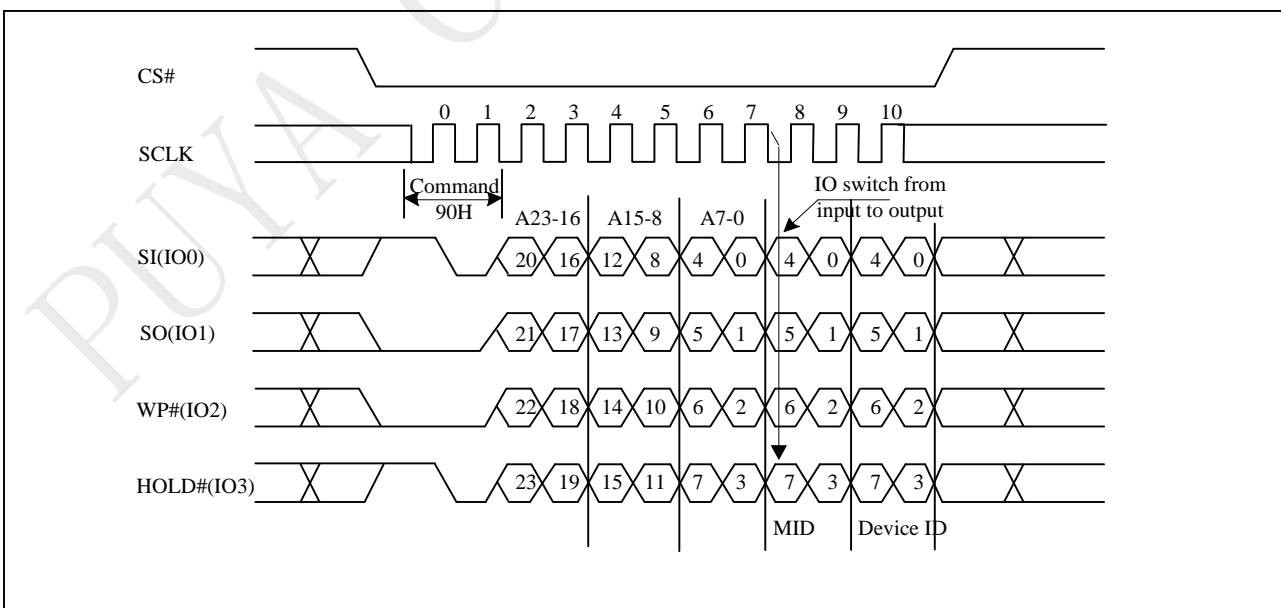 PUYA
CS#
0 1 2 3 4 5 6 7 8 9 10
SCLK
Command
90H
IO switch from
input to output
A23-16 A15-8 A7-0
SI(IO0) 20 16 12 8 4 0 4 0 4 0
SO(IO1) 21 17 13 9 5 1 5 1 5 1
WP#(IO2) 22 18 14 10 6 2 6 2 6 2
HOLD#(IO3) 23 19 15 11 7 3 7 3 7 3
MID Device ID